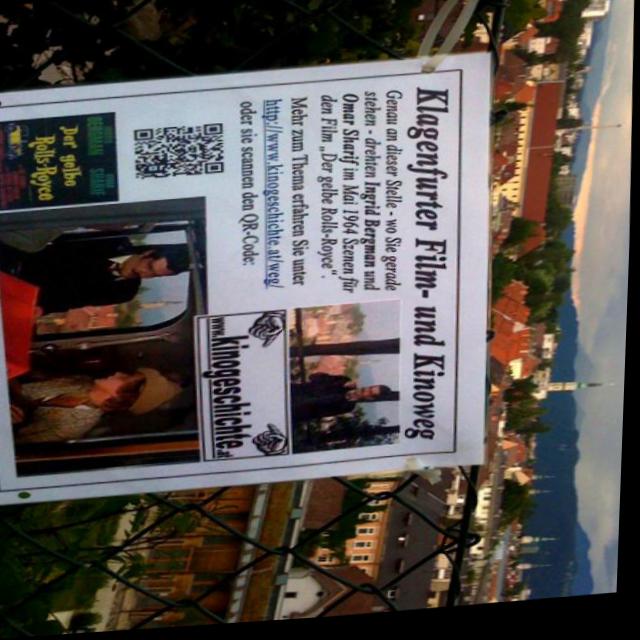 Klagenfurter Film- und Kinoweg
Genau an dieser Stelle - wo Sie gerade
stehen - drehten Ingrid Bergman und
Omar Sharif im Mai 1964 Szenen für
den Film „Der gelbe Rolls-Royce“.
Mehr zum Thema erfahren Sie unter
http://www.kinogeschichte.at/weg/
oder sie scannen den QR-Code:
www.kinogeschichte.at
Der gelbe
Rolls-Royce